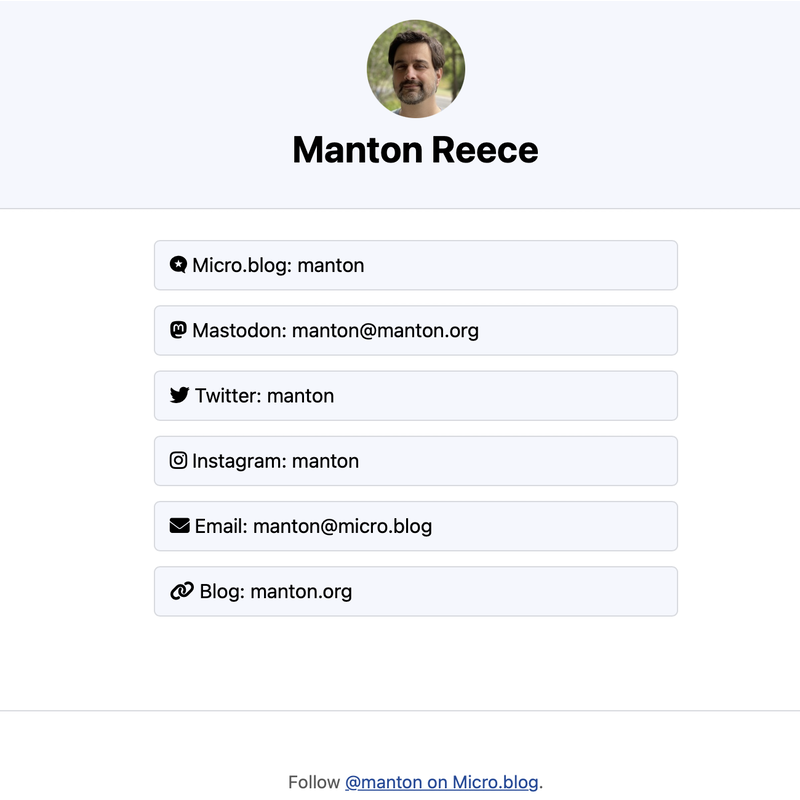 Manton Reece
Micro.blog: manton
Mastodon: manton@manton.org
Twitter: manton
Instagram: manton
Email: manton@micro.blog
Blog: manton.org
Follow @manton on Micro.blog.